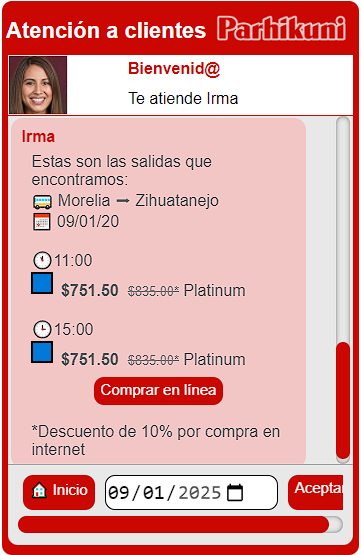 Atención a clientes Parhikuni
Bienvenid@
Te atiende Irma
Irma
Estas son las salidas que
encontramos:
Morelia ➡ Zihuatanejo
09/01/20
11:00
$751.50 $835.00* Platinum
15:00
$751.50 $835.00* Platinum
Comprar en línea
*Descuento de 10% por compra en
internet
Inicio 09/01/2025 Aceptar